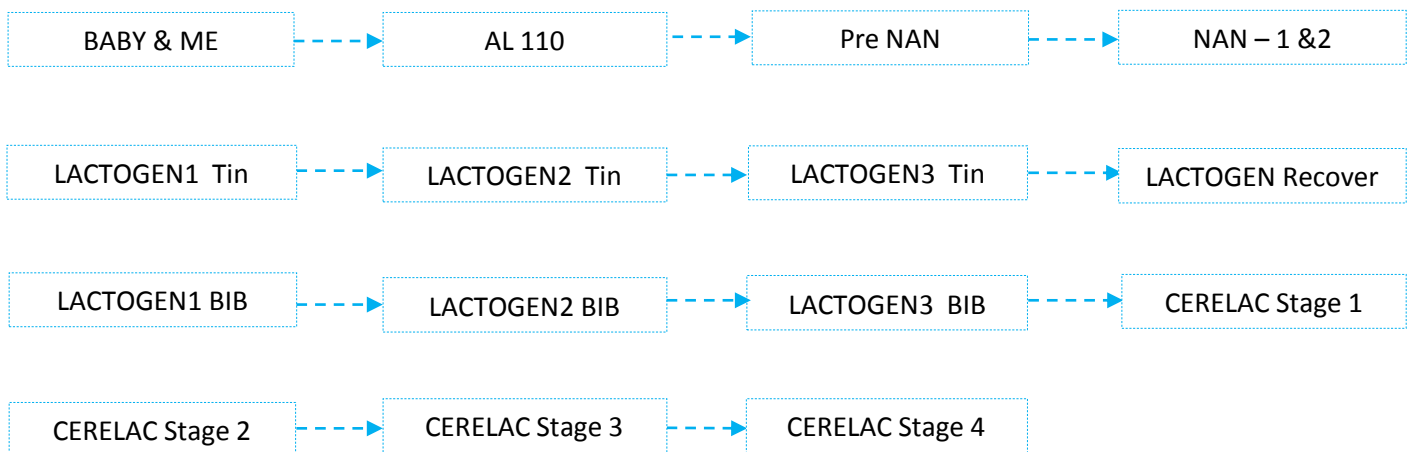 BABY & ME
AL 110
Pre NAN
NAN – 1 &2
LACTOGEN1 Tin
LACTOGEN2 Tin
LACTOGEN3 Tin
LACTOGEN Recover
LACTOGEN1 BIB
LACTOGEN2 BIB
LACTOGEN3 BIB
CERELAC Stage 1
CERELAC Stage 2
CERELAC Stage 3
CERELAC Stage 4